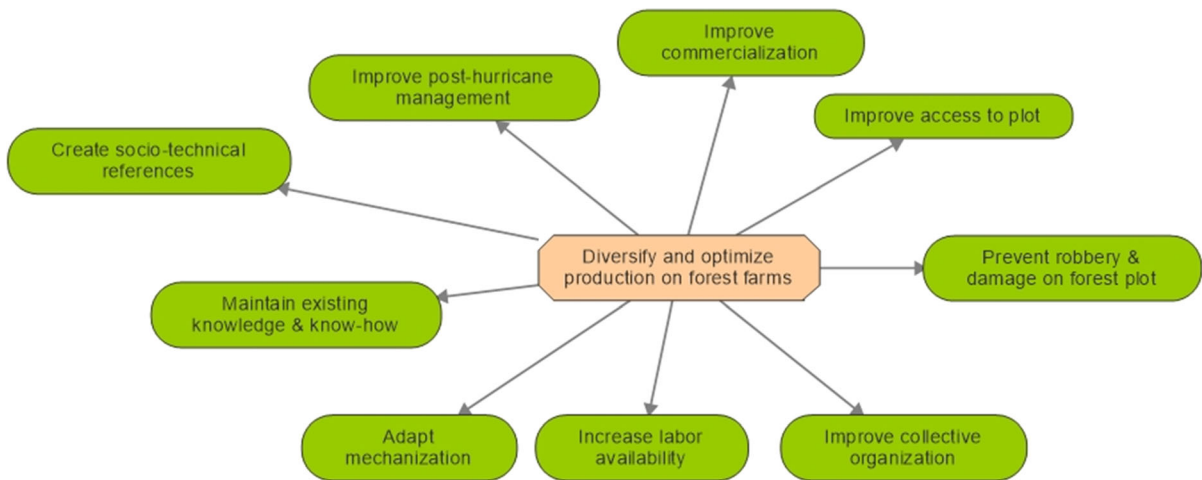 Improve
commercialization
Improve post-hurricane
management
Improve access to plot
Create socio-technical
references
Diversify and optimize
production on forest farms
Prevent robbery &
damage on forest plot
Maintain existing
knowledge & know-how
Adapt
mechanization
Increase labor
availability
Improve collective
organization